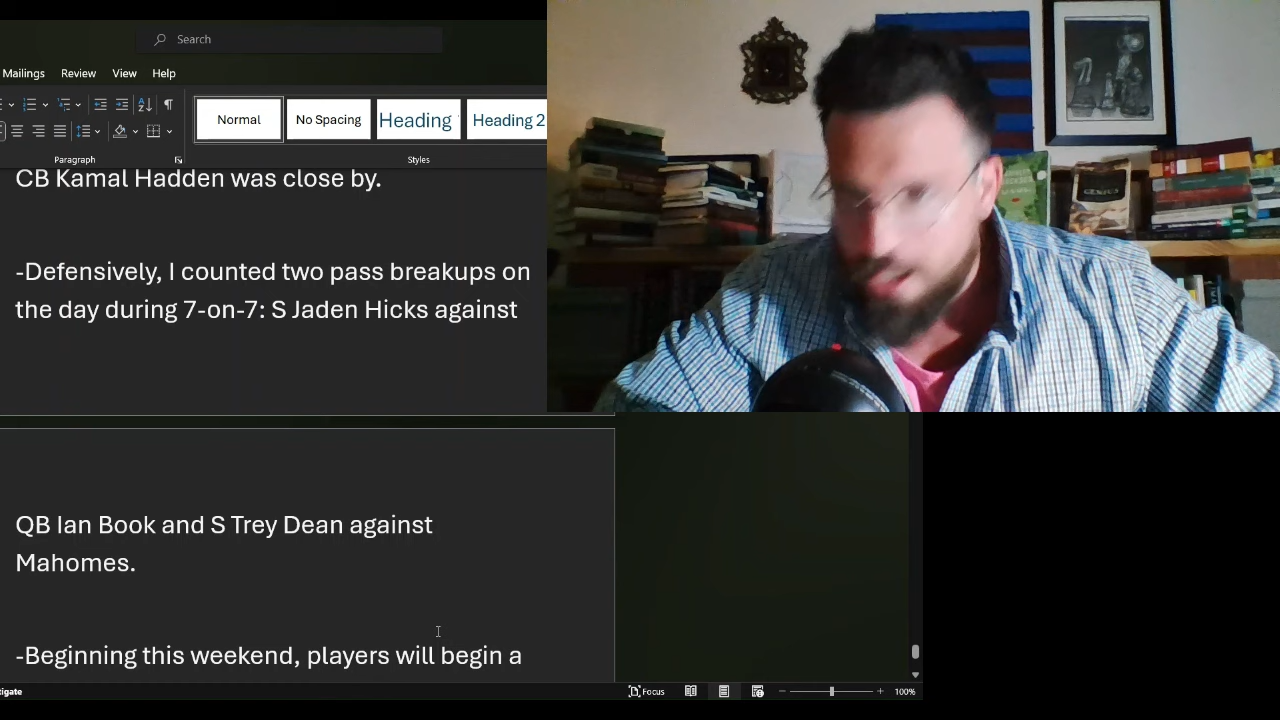 Search
Mailings Review View Help
Normal No Spacing Heading Heading 2
Paragraph Styles
CB Kamal Hadden was close by.
-Defensively, I counted two pass breakups on
the day during 7-on-7: S Jaden Hicks against
QB Ian Book and S Trey Dean against
Mahomes.
-Beginning this weekend, players will begin a
tigate Focus 100%
GENIUS